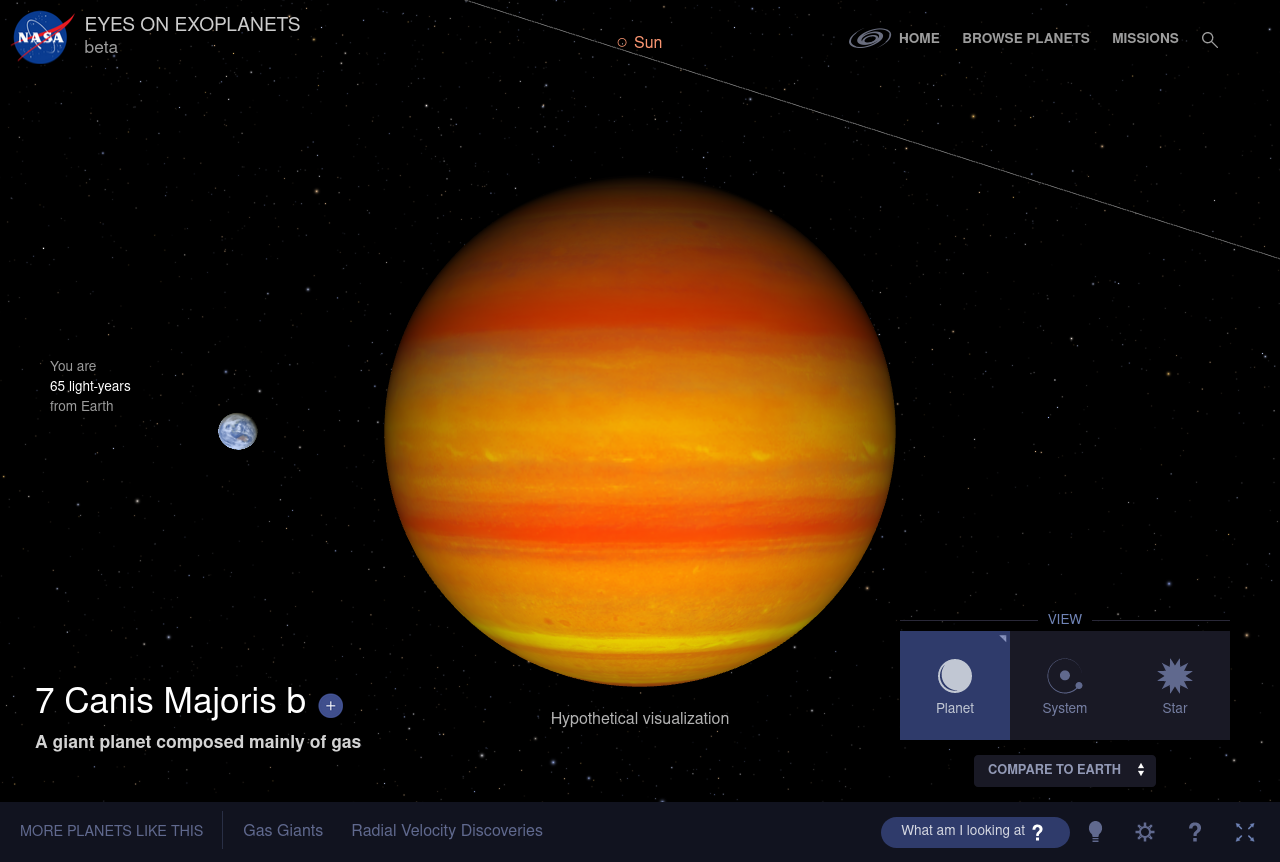 NASA
EYES ON EXOPLANETS
beta
Sun
HOME
BROWSE PLANETS
MISSIONS
You are
65 light-years
from Earth
7 Canis Majoris b +
A giant planet composed mainly of gas
Hypothetical visualization
VIEW
Planet
System
Star
COMPARE TO EARTH
MORE PLANETS LIKE THIS
Gas Giants
Radial Velocity Discoveries
What am I looking at ?
?